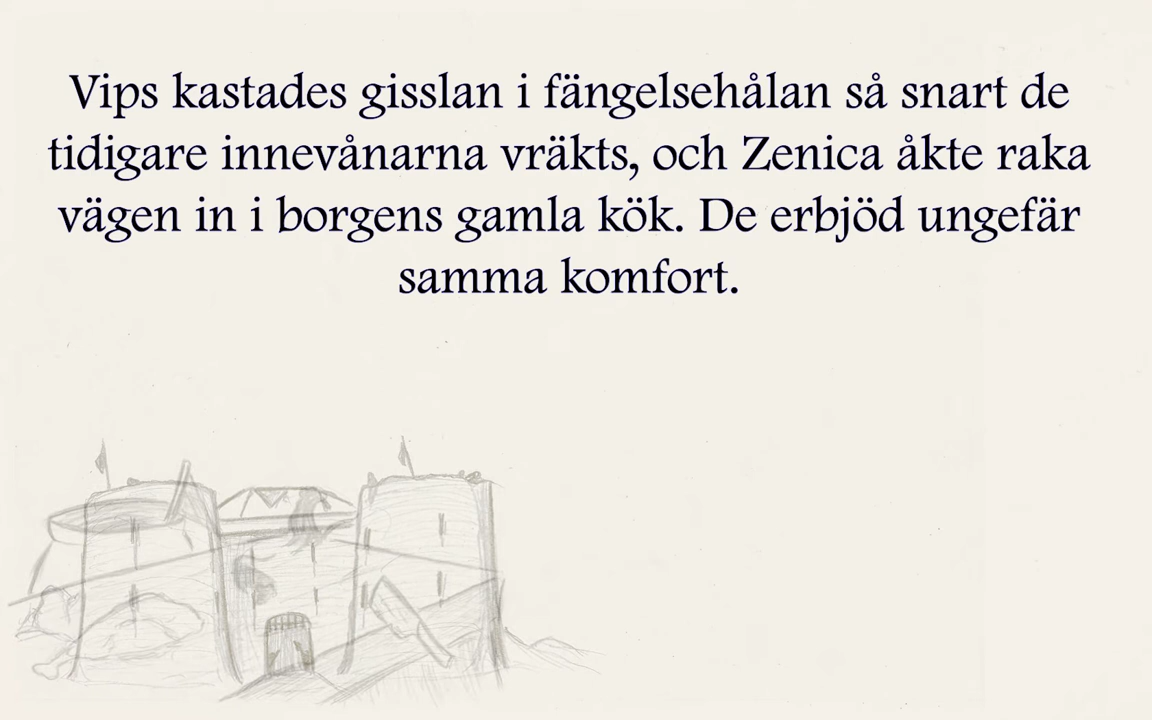 Vips kastades gisslan i fängelsehålan så snart de
tidigare innevånarna vräkts, och Zenica åkte raka
vägen in i borgens gamla kök. De erbjöd ungefär
samma komfort.